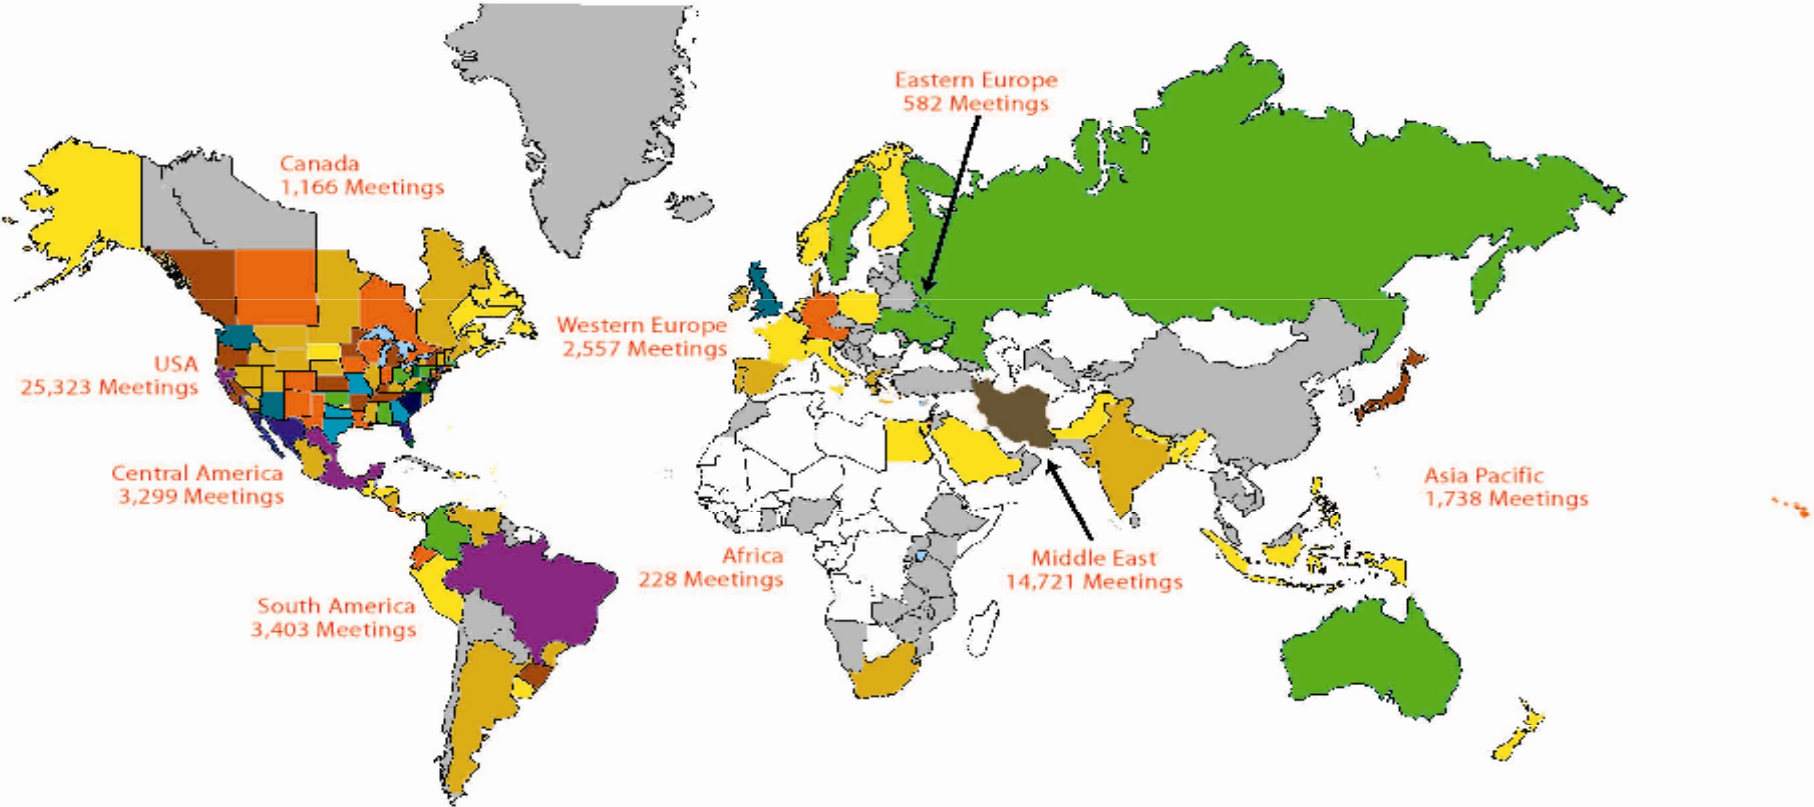 Eastern Europe
582 Meetings
Canada
1,166 Meetings
Western Europe
2,557 Meetings
USA
25,323 Meetings
Central America
3,299 Meetings
Asia Pacific
1,738 Meetings
Africa
228 Meetings
Middle East
14,721 Meetings
South America
3,403 Meetings